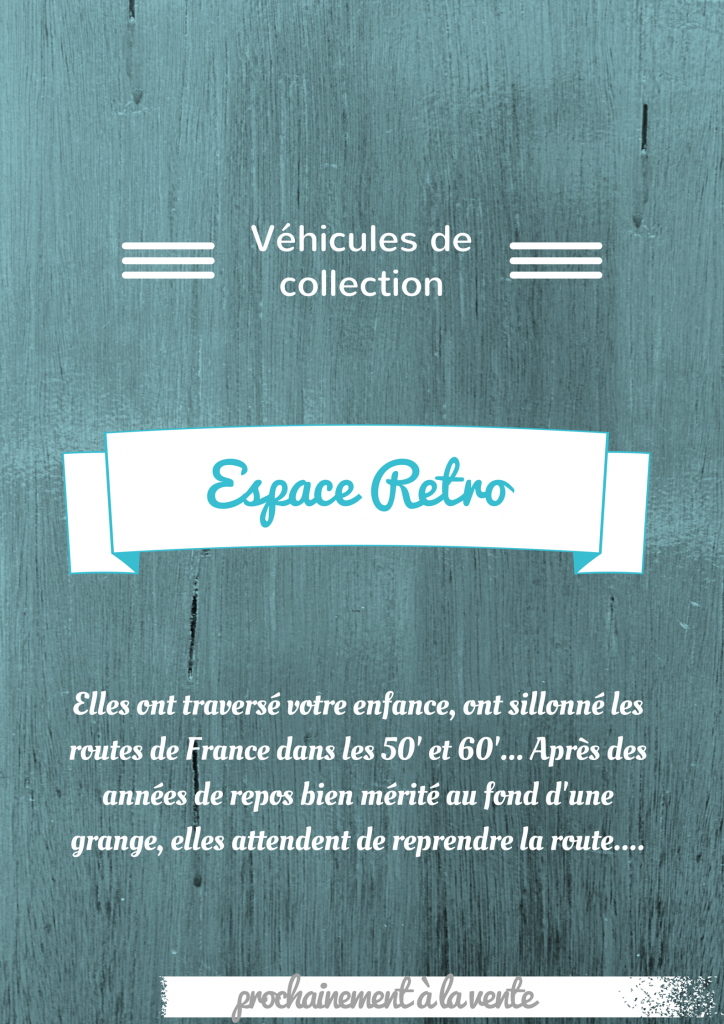 Véhicules de
collection
Espace Retro
Elles ont traversé votre enfance, ont sillonné les
routes de France dans les 50' et 60'... Après des
années de repos bien mérité au fond d'une
grange, elles attendent de reprendre la route....
prochainement à la vente